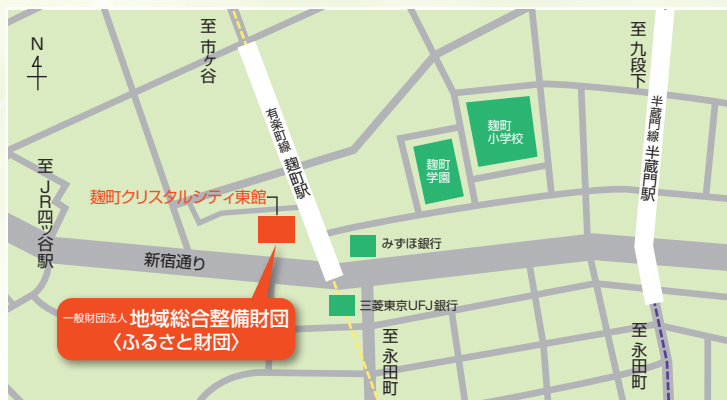 N
至市ヶ谷
至九段下
有楽町線 麹町駅
半蔵門線 半蔵門駅
麹町
小学校
麹町
学園
至JR四ッ谷駅
麹町クリスタルシティ東館
みずほ銀行
新宿通り
三菱東京UFJ銀行
一般財団法人 地域総合整備財団
〈ふるさと財団〉
至永田町
至永田町